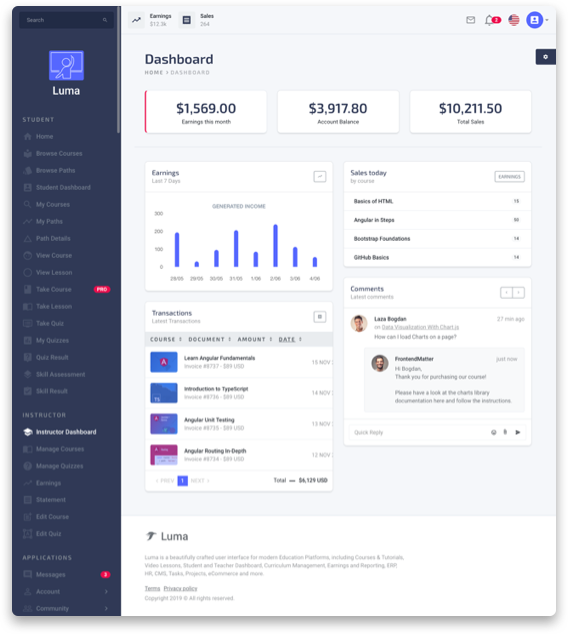 Search
Luma
STUDENT
Home
Browse Courses
Browse Paths
Student Dashboard
My Courses
My Paths
Path Details
View Course
View Lesson
Take Course PRO
Take Lesson
Take Quiz
My Quizzes
Quiz Result
Skill Assessment
Skill Result
INSTRUCTOR
Instructor Dashboard
Manage Courses
Manage Quizzes
Earnings
Statement
Edit Course
Edit Quiz
APPLICATIONS
Messages 3
Account
Community
Earnings
$12.3k
Sales
264
Dashboard
HOME > DASHBOARD
$1,569.00
Earnings this month
$3,917.80
Account Balance
$10,211.50
Total Sales
Earnings
Last 7 Days
GENERATED INCOME
300
200
100
0
28/05 29/05 30/05 31/05 1/06 2/06 3/06 4/06
Transactions
Latest Transactions
COURSE DOCUMENT AMOUNT DATE
Learn Angular Fundamentals
Invoice #8737 - $89 USD
15 NOV
Introduction to TypeScript
Invoice #8736 - $89 USD
14 NOV
Angular Unit Testing
Invoice #8735 - $89 USD
13 NOV
Angular Routing In-Depth
Invoice #8734 - $89 USD
12 NOV
< PREV 1 NEXT >
Total — $6,129 USD
Sales today
by course
EARNINGS
Basics of HTML
Angular in Steps
Bootstrap Foundations 14
GitHub Basics 14
Comments
Latest comments
Laza Bogdan 27 min ago
on Data Visualization With Chart.js
How can I load Charts on a page?
FrontendMatter just now
Hi Bogdan,
Thank you for purchasing our course!
Please have a look at the charts library
documentation here and follow the instructions.
Quick Reply
Luma
Luma is a beautifully crafted user interface for modern Education Platforms, including Courses & Tutorials,
Video Lessons, Student and Teacher Dashboard, Curriculum Management, Earnings and Reporting, ERP,
HR, CMS, Tasks, Projects, eCommerce and more.
Terms Privacy policy
Copyright 2019 © All rights reserved.